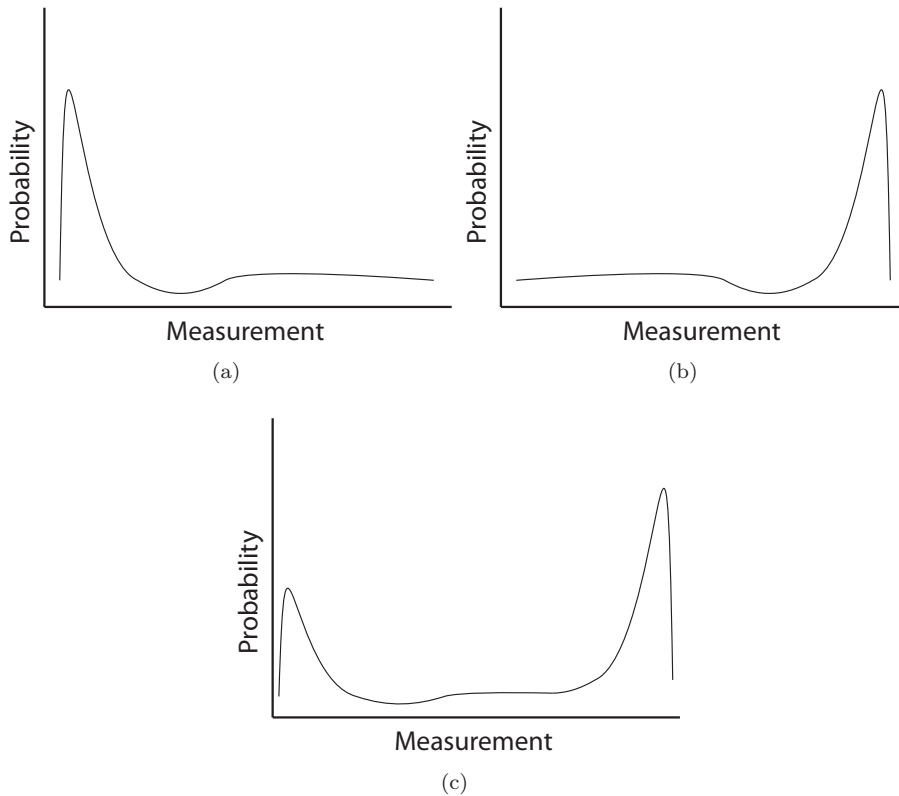 Probability
Probability
Measurement
Measurement
(a)
(b)
Probability
Measurement
(c)